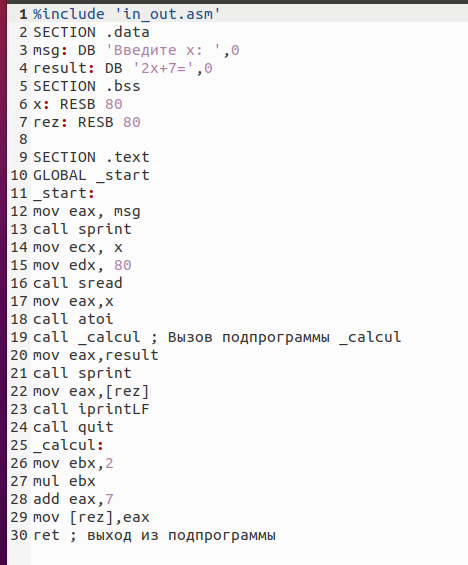 1 %include 'in_out.asm'
2 SECTION .data
3 msg: DB 'Введите x: ',0
4 result: DB '2x+7=',0
5 SECTION .bss
6 x: RESB 80
7 rez: RESB 80
8
9 SECTION .text
10 GLOBAL _start
11 _start:
12 mov eax, msg
13 call sprint
14 mov ecx, x
15 mov edx, 80
16 call sread
17 mov eax,x
18 call atoi
19 call _calcul ; Вызов подпрограммы _calcul
20 mov eax,result
21 call sprint
22 mov eax,[rez]
23 call iprintLF
24 call quit
25 _calcul:
26 mov ebx,2
27 mul ebx
28 add eax,7
29 mov [rez],eax
30 ret ; выход из подпрограммы